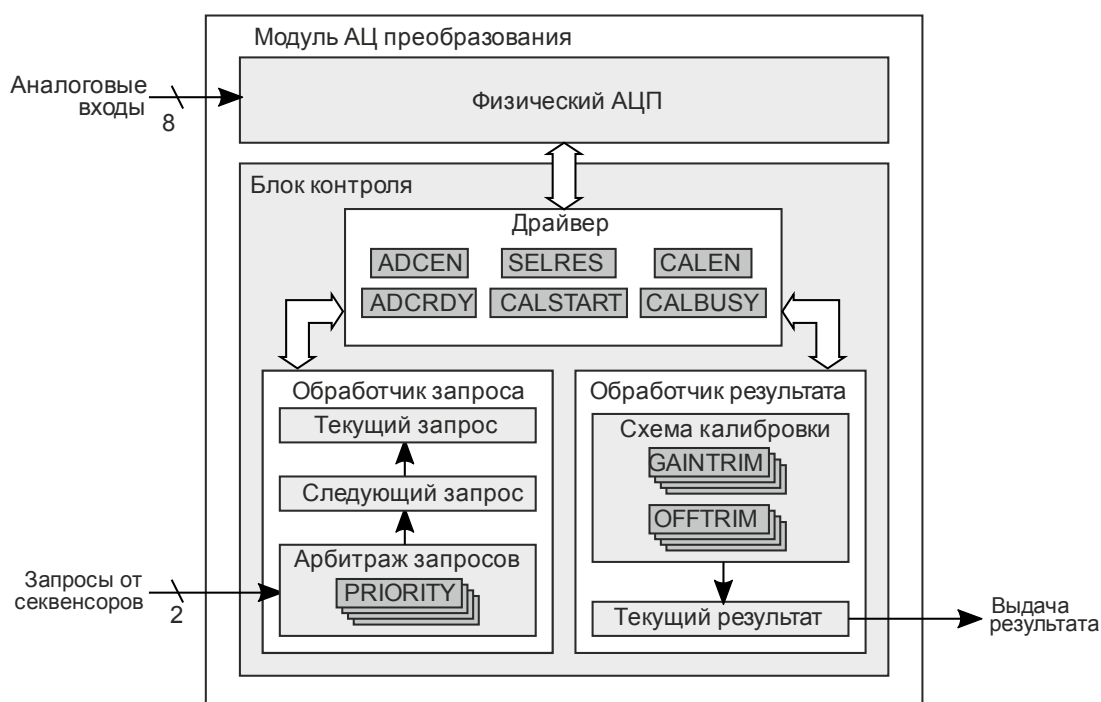 Модуль АЦ преобразования
Аналоговые
входы
8
Физический АЦП
Блок контроля
Драйвер
ADCEN
SELRES
CALEN
ADCRDY
CALSTART
CALBUSY
Обработчик запроса
Текущий запрос
Следующий запрос
Арбитраж запросов
PRIORITY
Запросы от
секвенсоров
2
Обработчик результата
Схема калибровки
GAINTRIM
OFFTRIM
Текущий результат
Выдача
результата